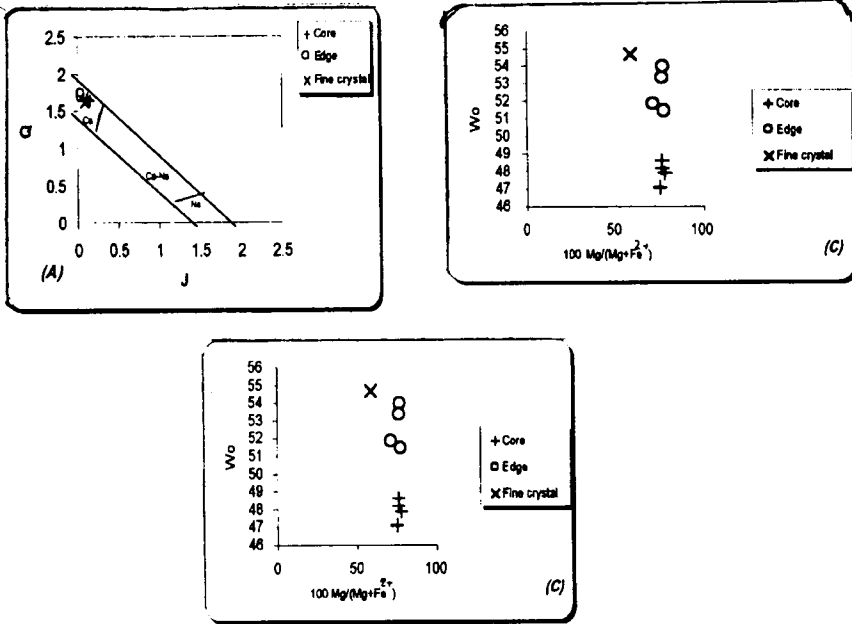 2.5
2
1.5
1
0.5
0
0 0.5 1 1.5 2 2.5
Q
J
Ca
Ca-Na
Na
+ Core
O Edge
X Fine crystal
(A)
56
55
54
53
52
51
50
49
48
47
46
Wo
0 50 100
100 Mg/(Mg+Fe2+)
+ Core
O Edge
X Fine crystal
(C)
56
55
54
53
52
51
50
49
48
47
46
Wo
0 50 100
100 Mg/(Mg+Fe2+)
+ Core
O Edge
X Fine crystal
(C)